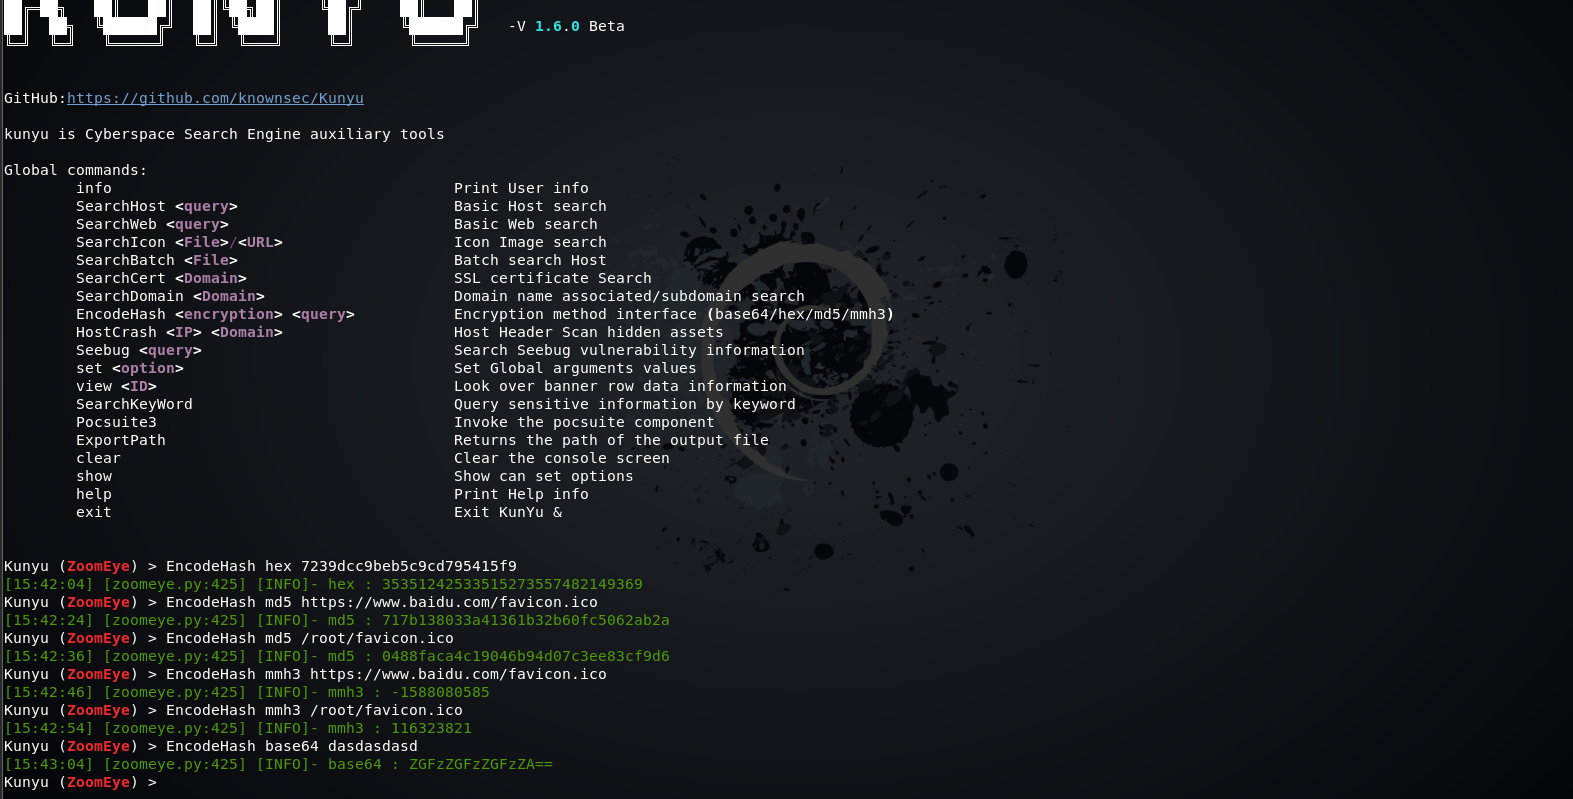 -V 1.6.0 Beta
GitHub:https://github.com/knownsec/Kunyu
kunyu is Cyberspace Search Engine auxiliary tools
Global commands:
info Print User info
SearchHost <query> Basic Host search
SearchWeb <query> Basic Web search
SearchIcon <File>/<URL> Icon Image search
SearchBatch <File> Batch search Host
SearchCert <Domain> SSL certificate Search
SearchDomain <Domain> Domain name associated/subdomain search
EncodeHash <encryption> <query> Encryption method interface (base64/hex/md5/mmh3)
HostCrash <IP> <Domain> Host Header Scan hidden assets
Seebug <query> Search Seebug vulnerability information
set <option> Set Global arguments values
view <ID> Look over banner row data information
SearchKeyWord Query sensitive information by keyword
Pocsuite3 Invoke the pocsuite component
ExportPath Returns the path of the output file
clear Clear the console screen
show Show can set options
help Print Help info
exit Exit KunYu &
Kunyu (ZoomEye) > EncodeHash hex 7239dcc9beb5c9cd795415f9
[15:42:04] [zoomeye.py:425] [INFO]- hex : 35351242533515273557482149369
Kunyu (ZoomEye) > EncodeHash md5 https://www.baidu.com/favicon.ico
[15:42:24] [zoomeye.py:425] [INFO]- md5 : 717b138033a41361b32b60fc5062ab2a
Kunyu (ZoomEye) > EncodeHash md5 /root/favicon.ico
[15:42:36] [zoomeye.py:425] [INFO]- md5 : 0488faca4c19046b94d07c3ee83cf9d6
Kunyu (ZoomEye) > EncodeHash mmh3 https://www.baidu.com/favicon.ico
[15:42:46] [zoomeye.py:425] [INFO]- mmh3 : -1588080585
Kunyu (ZoomEye) > EncodeHash mmh3 /root/favicon.ico
[15:42:54] [zoomeye.py:425] [INFO]- mmh3 : 116323821
Kunyu (ZoomEye) > EncodeHash base64 dasdasdasd
[15:43:04] [zoomeye.py:425] [INFO]- base64 : ZGFzZGFzZGFzZA==
Kunyu (ZoomEye) >